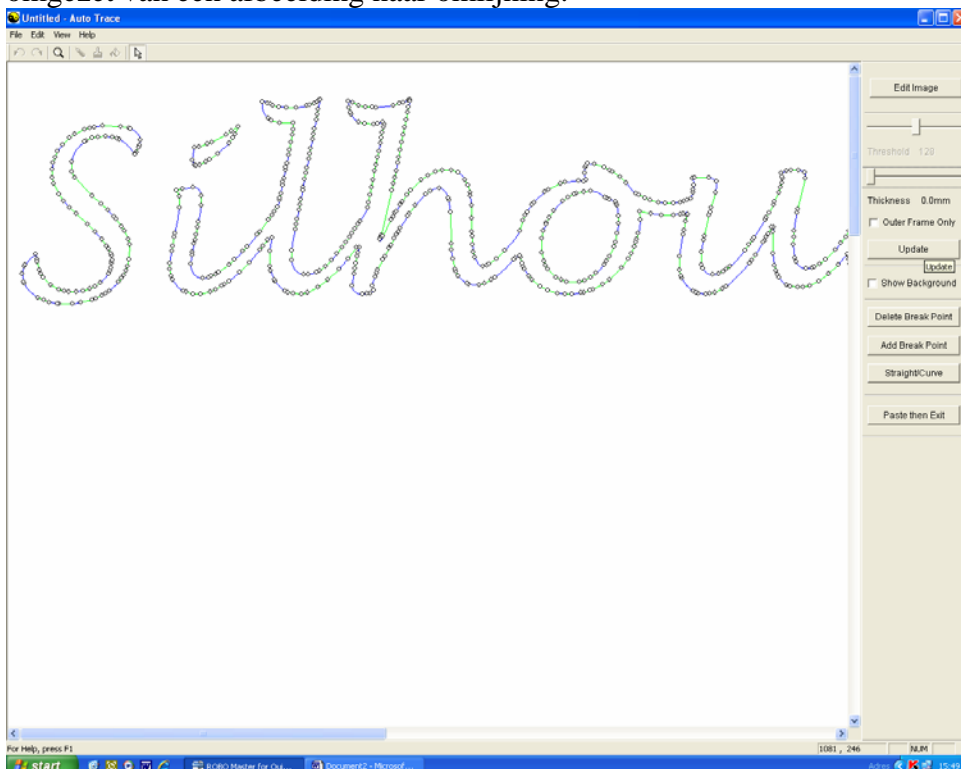 omgezet van een afbeelding naar omlijning.
Untitled - Auto Trace
File Edit View Help
Edit Image
Threshold 120
Thickness 0.0mm
Outer Frame Only
Update
Update
Show Background
Delete Break Point
Add Break Point
Straight/Curve
Paste then Exit
Silhou
For Help, press F1
1081 , 246
NUM
start
ROBO Master for Qui...
Document2 - Microsof...
Adres
15:49